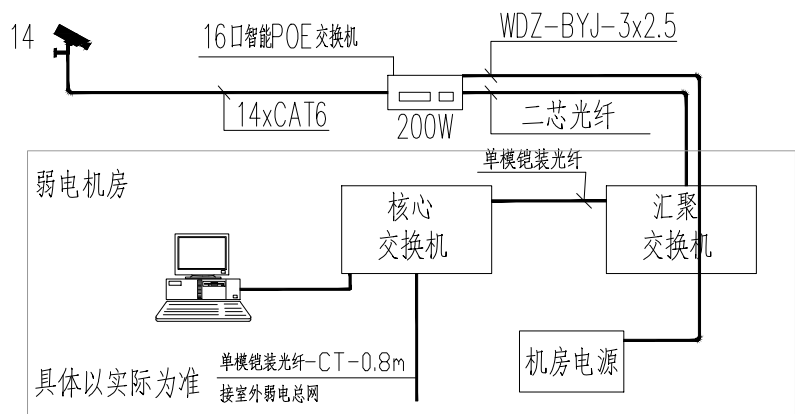 14
16口智能POE交换机
WDZ-BYJ-3x2.5
14xCAT6
200W
二芯光纤
单模铠装光纤
弱电机房
核心
交换机
汇聚
交换机
机房电源
单模铠装光纤-CT-0.8m
接室外弱电总网
具体以实际为准